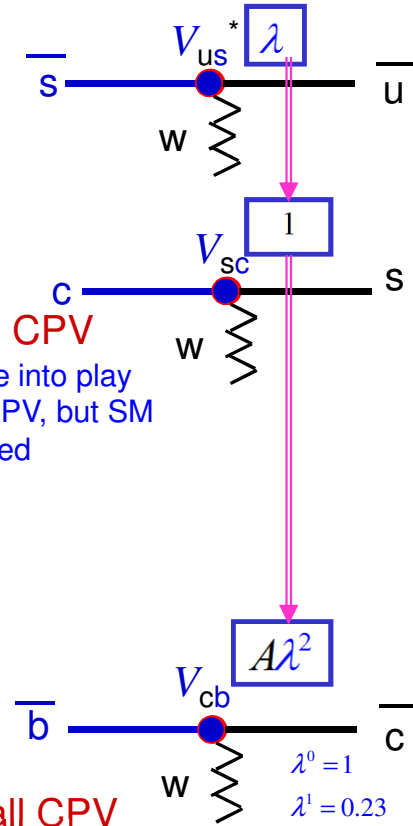 V_us* λ
s̅ u̅
w
1
V_sc
c s
CPV w
e into play
PV, but SM
ed
Aλ²
V_cb
b̅ c̅
w λ⁰ = 1
all CPV λ¹ = 0.23